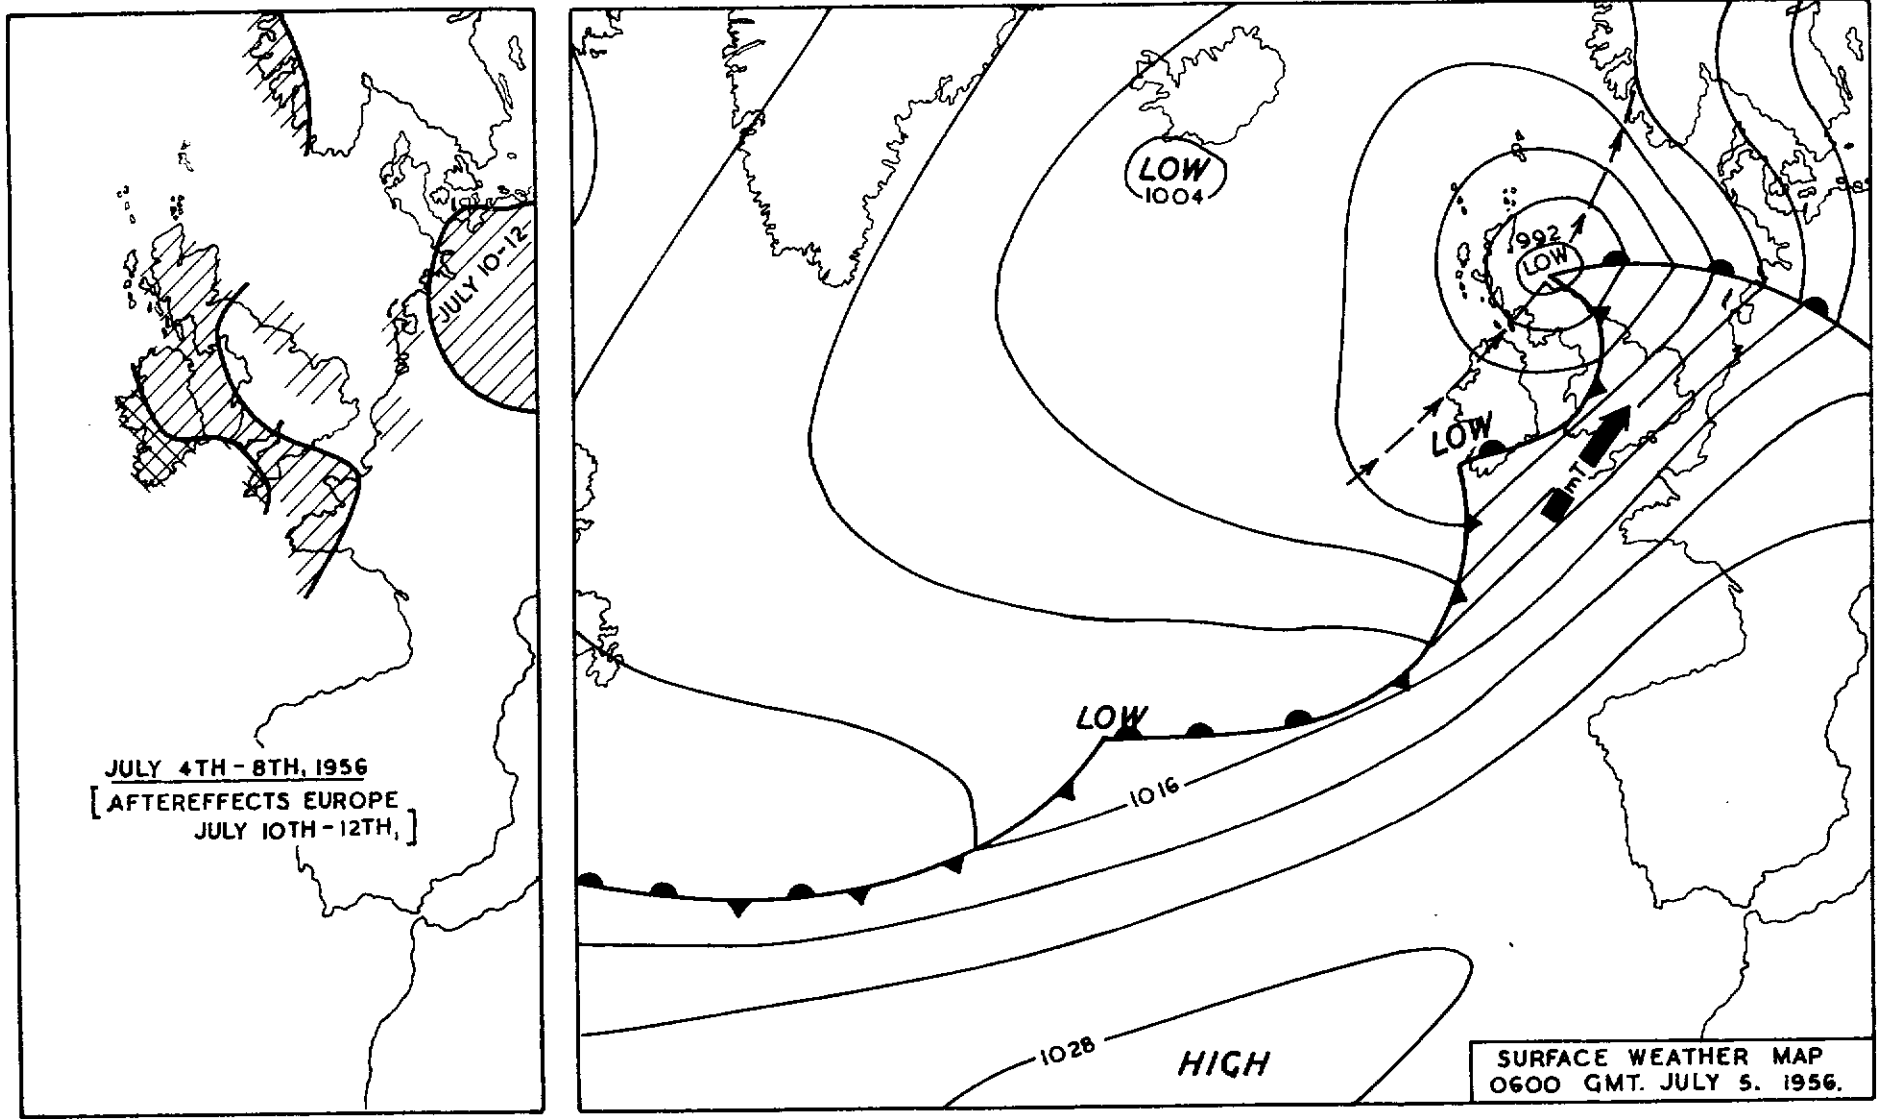 JULY 10-12
JULY 4TH-8TH, 1956
[AFTEREFFECTS EUROPE
JULY 10TH-12TH,]
LOW
1004
992
LOW
LOW
mT
LOW
1016
1028
HIGH
SURFACE WEATHER MAP
0600 GMT. JULY 5. 1956.